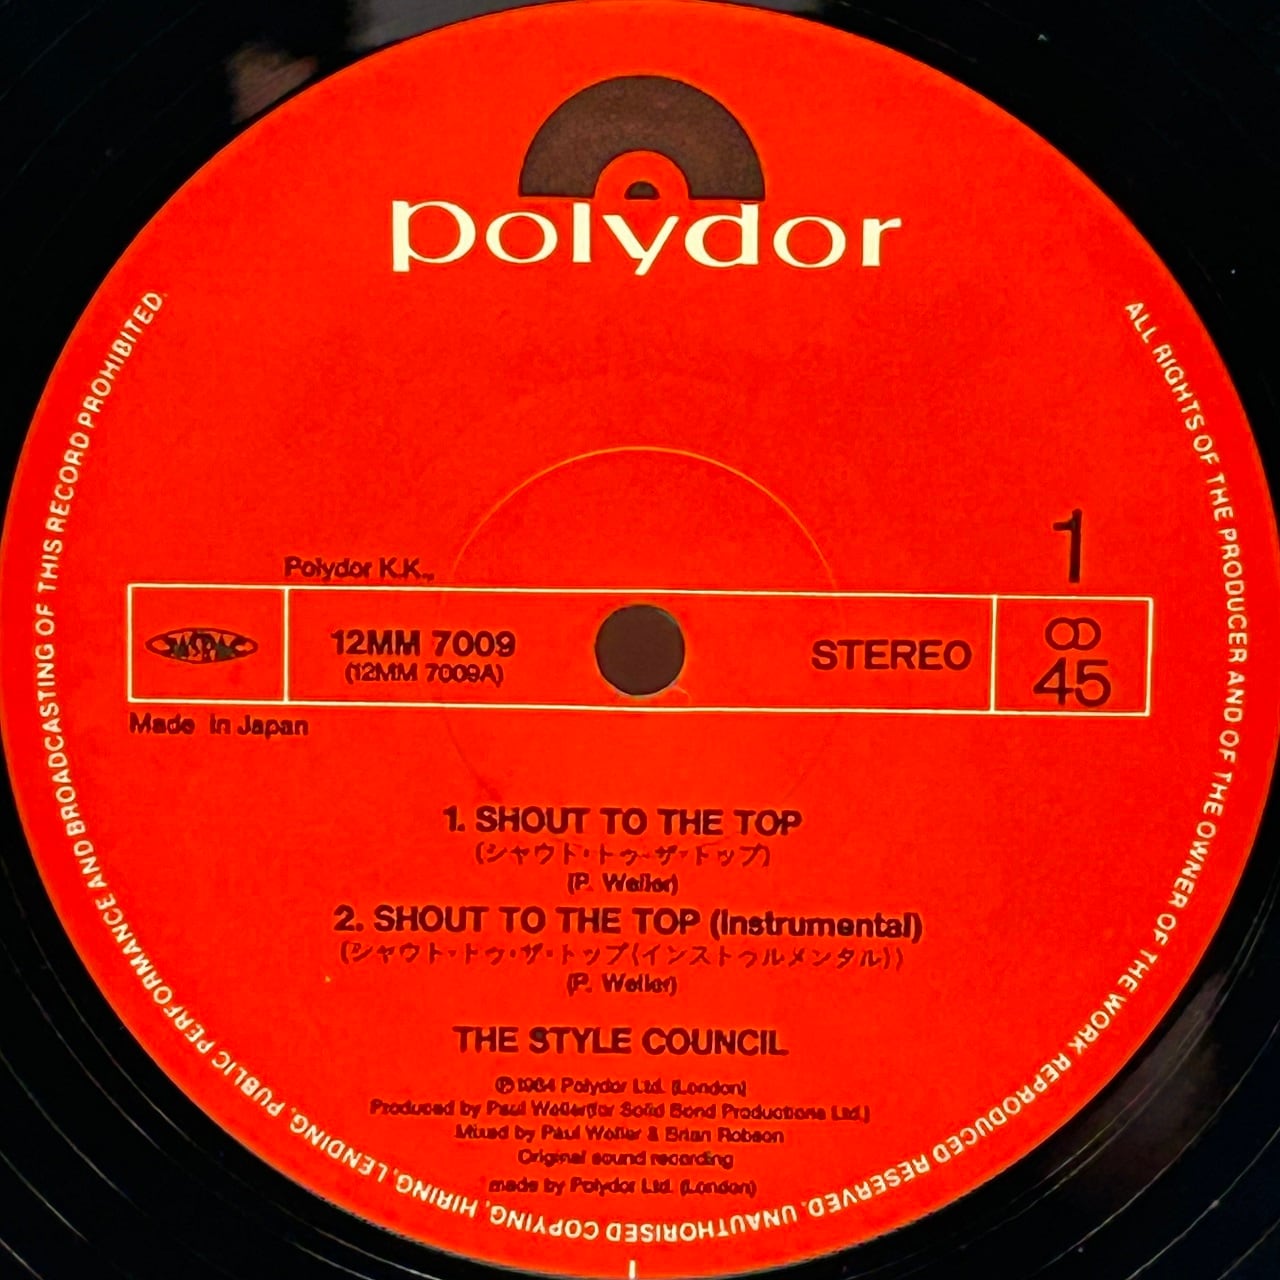 polydor
ALL RIGHTS OF THE PRODUCER AND OF THE OWNER OF THE WORK REPRODUCED RESERVED. UNAUTHORISED COPYING, HIRING, LENDING, PUBLIC PERFORMANCE AND BROADCASTING OF THIS RECORD PROHIBITED.
1
Polydor K.K.,
JASRAC
12MM 7009
(12MM 7009A)
STEREO
45
Made in Japan
1. SHOUT TO THE TOP
(シャウト・トゥ・ザ・トップ)
(P. Weller)
2. SHOUT TO THE TOP (Instrumental)
(シャウト・トゥ・ザ・トップ(インストゥルメンタル))
(P. Weller)
THE STYLE COUNCIL
℗ 1984 Polydor Ltd. (London)
Produced by Paul Weller(for Solid Bond Productions Ltd.)
Mixed by Paul Weller & Brian Robson
Original sound recording
made by Polydor Ltd. (London)